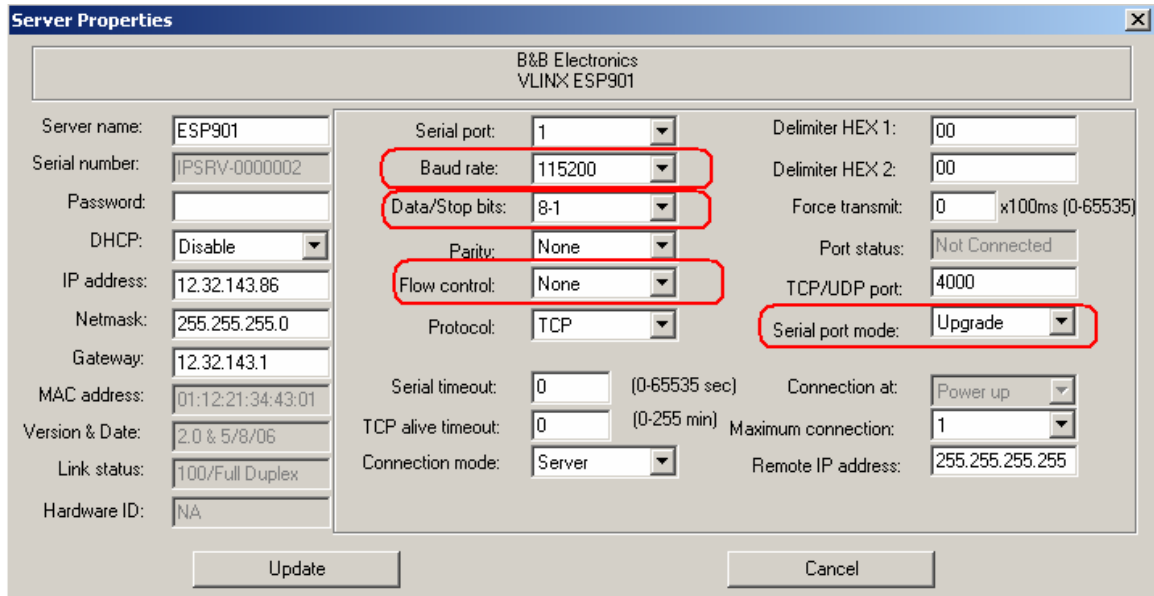 Server Properties
B&B Electronics
VLINX ESP901
Server name: ESP901
Serial number: IPSRV-0000002
Password:
DHCP: Disable
IP address: 12.32.143.86
Netmask: 255.255.255.0
Gateway: 12.32.143.1
MAC address: 01:12:21:34:43:01
Version & Date: 2.0 & 5/8/06
Link status: 100/Full Duplex
Hardware ID: NA
Serial port: 1
Baud rate: 115200
Data/Stop bits: 8-1
Parity: None
Flow control: None
Protocol: TCP
Serial timeout: 0 (0-65535 sec)
TCP alive timeout: 0 (0-255 min)
Connection mode: Server
Delimiter HEX 1: 00
Delimiter HEX 2: 00
Force transmit: 0 x100ms (0-65535)
Port status: Not Connected
TCP/UDP port: 4000
Serial port mode: Upgrade
Connection at: Power up
Maximum connection: 1
Remote IP address: 255.255.255.255
Update
Cancel